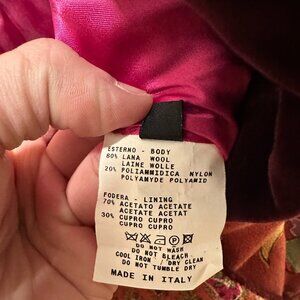 ESTERNO - BODY
80% LANA WOOL
LAINE WOLLE
20% POLIAMMIDICA NYLON
POLYAMYDE POLYAMID
FODERA - LINING
70% ACETATO ACETATE
ACETATE ACETAT
30% CUPRO CUPRO
CUPRO CUPRO
DO NOT WASH
DO NOT BLEACH
COOL IRON / DRY CLEAN
DO NOT TUMBLE DRY
MADE IN ITALY